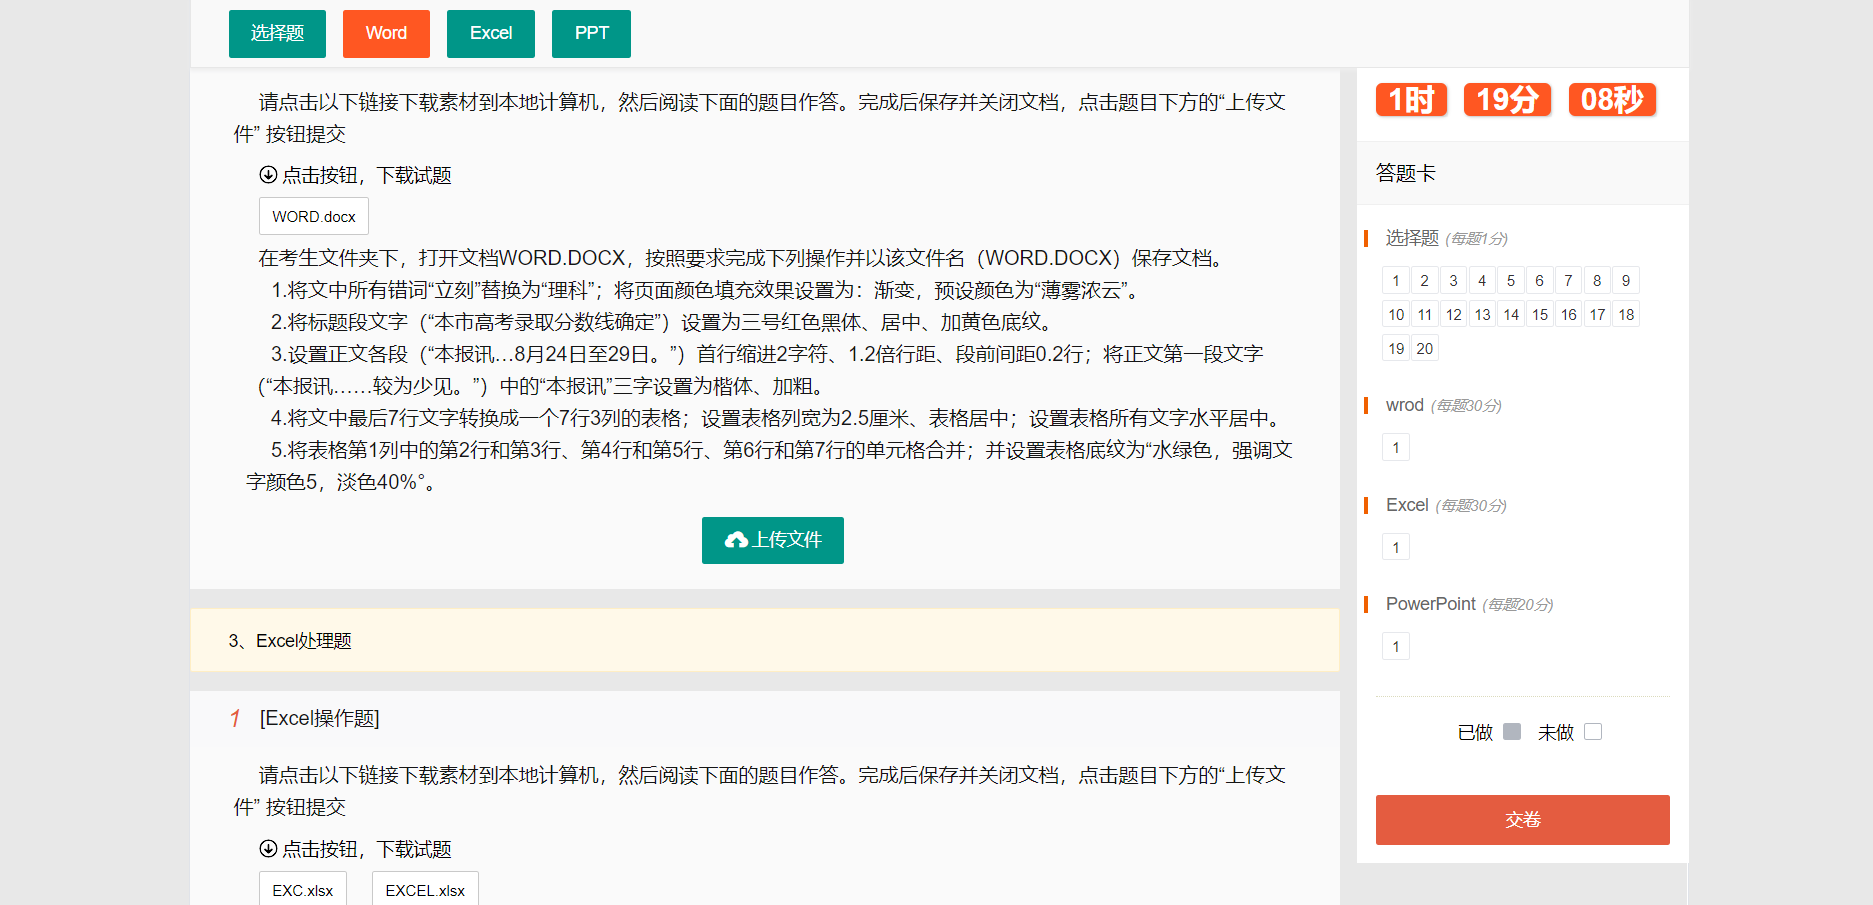 选择题 Word Excel PPT
请点击以下链接下载素材到本地计算机，然后阅读下面的题目作答。完成后保存并关闭文档，点击题目下方的“上传文
件” 按钮提交
点击按钮，下载试题
WORD.docx
在考生文件夹下，打开文档WORD.DOCX，按照要求完成下列操作并以该文件名（WORD.DOCX）保存文档。
1.将文中所有错词“立刻”替换为“理科”；将页面颜色填充效果设置为：渐变，预设颜色为“薄雾浓云”。
2.将标题段文字（“本市高考录取分数线确定”）设置为三号红色黑体、居中、加黄色底纹。
3.设置正文各段（“本报讯…8月24日至29日。”）首行缩进2字符、1.2倍行距、段前间距0.2行；将正文第一段文字
(“本报讯……较为少见。”）中的“本报讯”三字设置为楷体、加粗。
4.将文中最后7行文字转换成一个7行3列的表格；设置表格列宽为2.5厘米、表格居中；设置表格所有文字水平居中。
5.将表格第1列中的第2行和第3行、第4行和第5行、第6行和第7行的单元格合并；并设置表格底纹为“水绿色，强调文
字颜色5，淡色40%°。
上传文件
3、Excel处理题
1 [Excel操作题]
请点击以下链接下载素材到本地计算机，然后阅读下面的题目作答。完成后保存并关闭文档，点击题目下方的“上传文
件” 按钮提交
点击按钮，下载试题
EXC.xlsx EXCEL.xlsx
1时 19分 08秒
答题卡
选择题 (每题1分)
1 2 3 4 5 6 7 8 9
10 11 12 13 14 15 16 17 18
19 20
wrod (每题30分)
1
Excel (每题30分)
1
PowerPoint (每题20分)
1
已做 未做
交卷